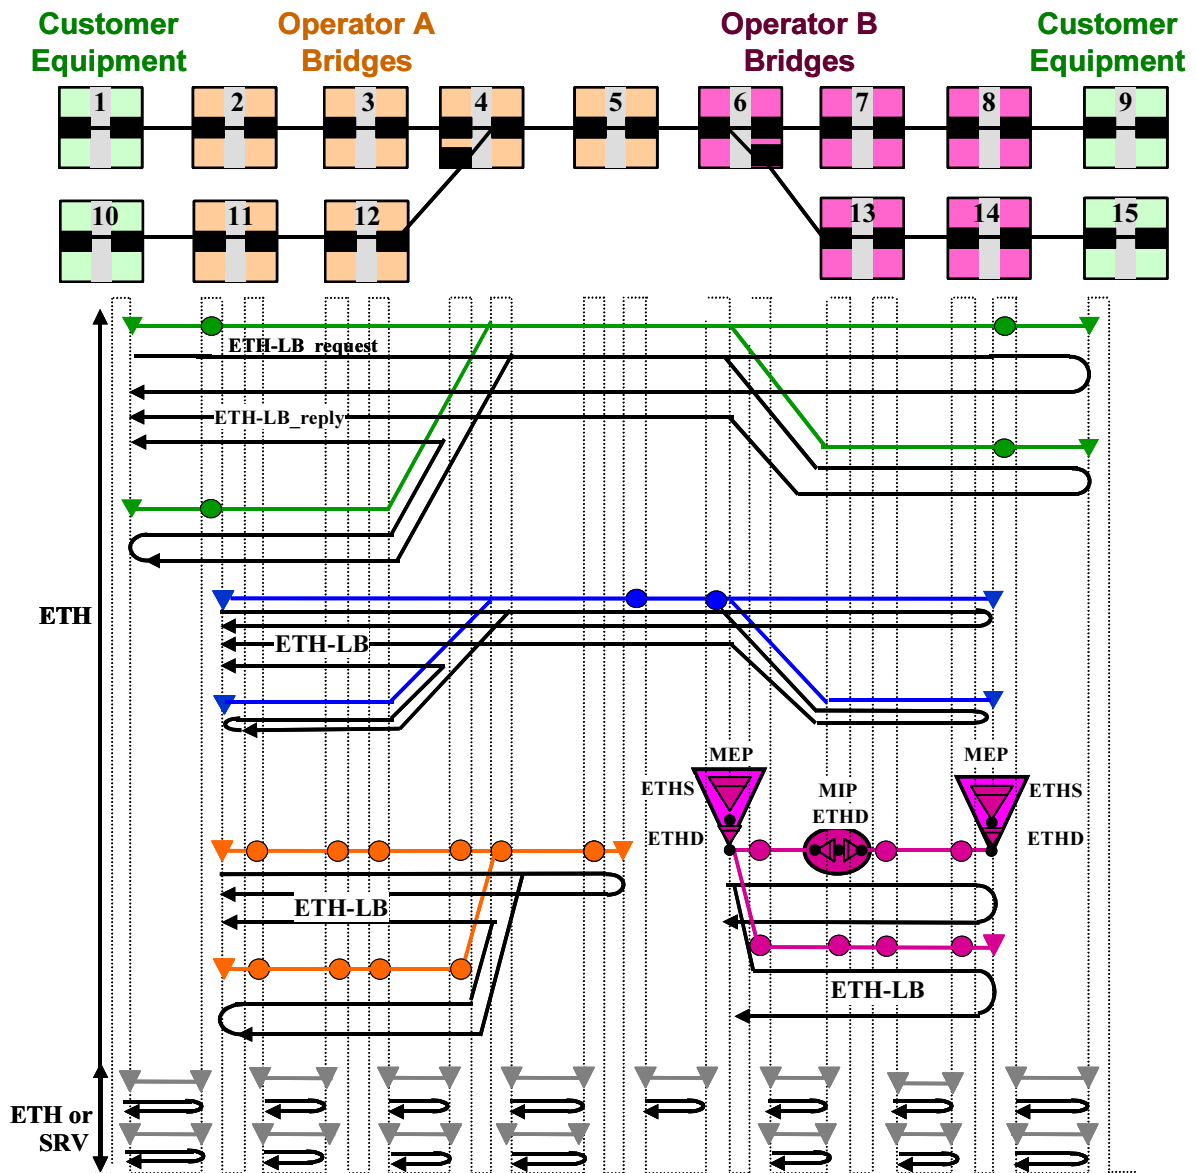 Customer Equipment
Operator A Bridges
Operator B Bridges
Customer Equipment
1 2 3 4 5 6 7 8 9
10 11 12 13 14 15
ETH-LB request
ETH-LB_reply
ETH
ETH-LB
MEP
MEP
ETHS
MIP
ETHS
ETHD
ETHD
ETHD
ETH-LB
ETH-LB
ETH or
SRV